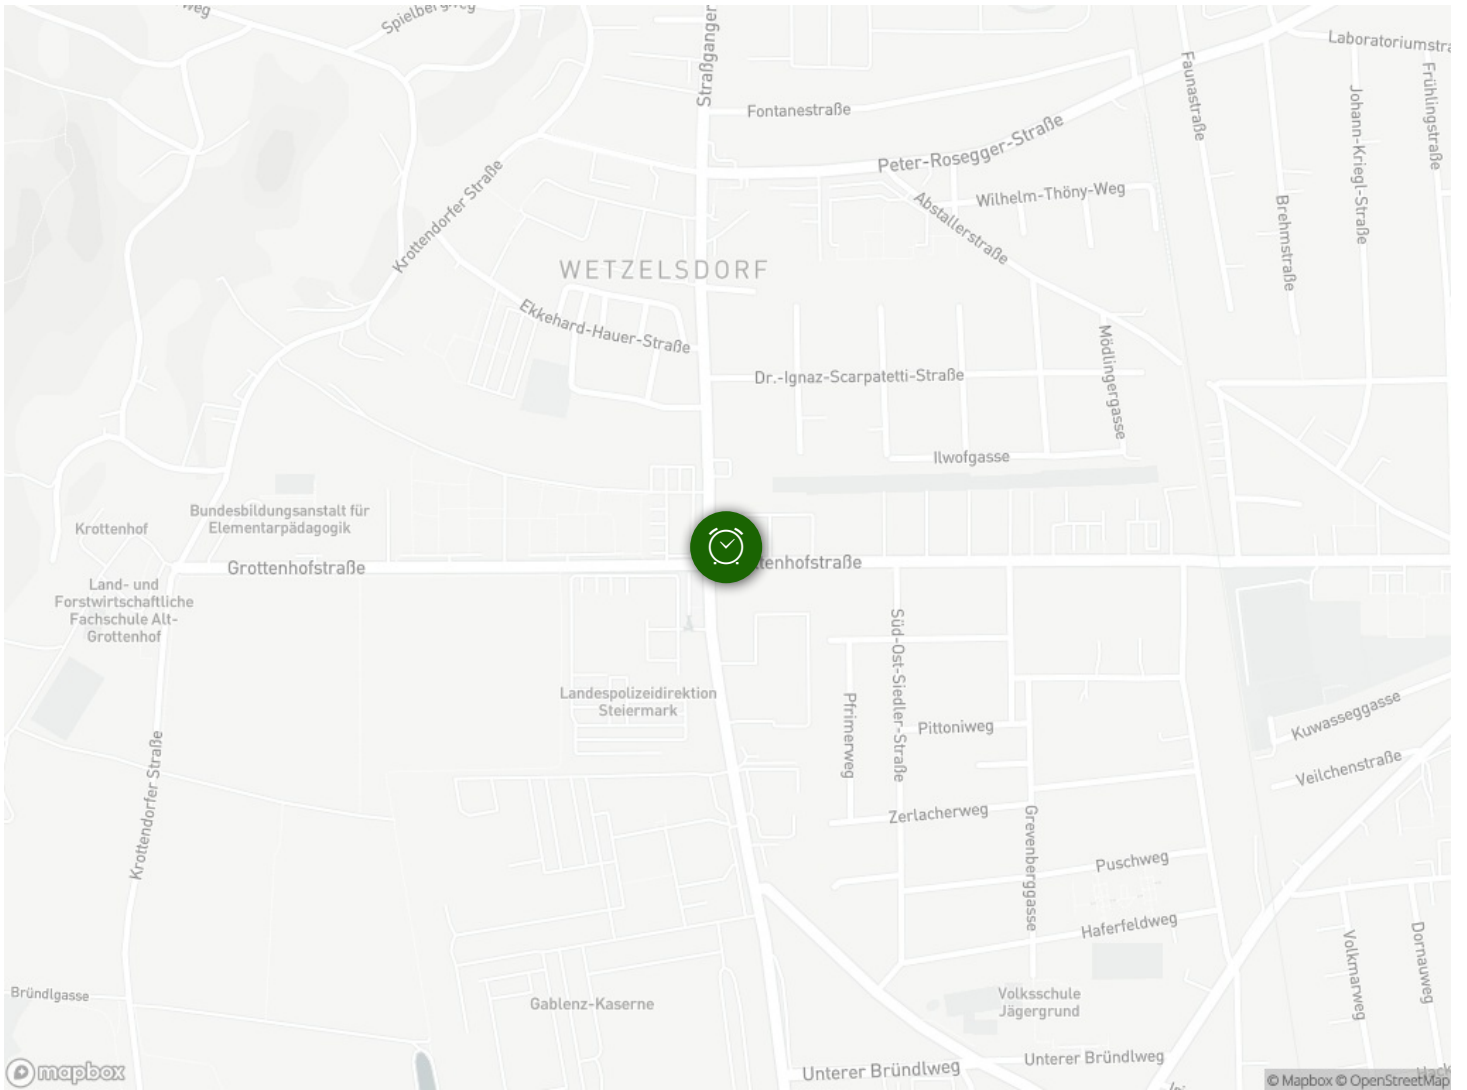 weg
Spielbergweg
Straßganger
Laboratoriumstra
Fontanestraße
Faunastraße
Frühlingstraße
Johann-Kriegl-Straße
Peter-Rosegger-Straße
Krottendorfer Straße
Wilhelm-Thöny-Weg
Abstallerstraße
Brehmstraße
WETZELSDORF
Ekkehard-Hauer-Straße
Mödlingergasse
Dr.-Ignaz-Scarpatetti-Straße
Ilwofgasse
Bundesbildungsanstalt für
Elementarpädagogik
Krottenhof
Grottenhofstraße
ttenhofstraße
Land- und
Forstwirtschaftliche
Fachschule Alt-
Grottenhof
Süd-Ost-Siedler-Straße
Landespolizeidirektion
Steiermark
Pfrimerweg
Pittoniweg
Kuwasseggasse
Veilchenstraße
Krottendorfer Straße
Zerlacherweg
Grevenberggasse
Puschweg
Haferfeldweg
Volkmarweg
Dornauweg
Bründlgasse
Gablenz-Kaserne
Volksschule
Jägergrund
Unterer Bründlweg
Unterer Bründlweg
mapbox
© Mapbox © OpenStreetMap